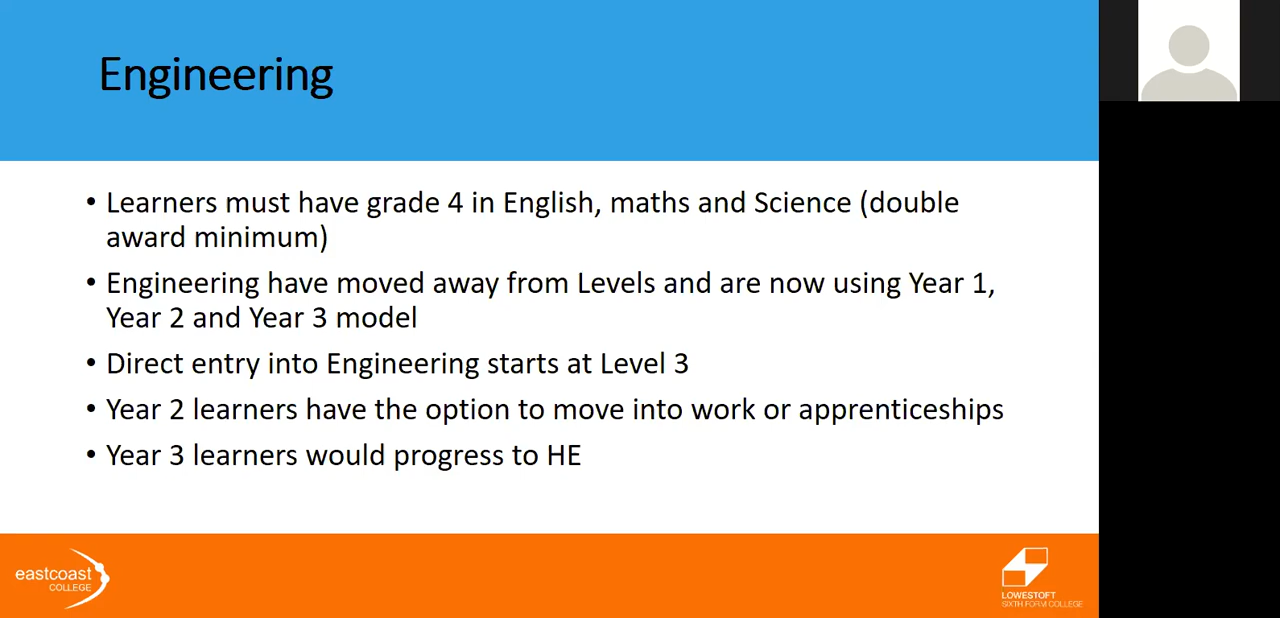 Engineering
• Learners must have grade 4 in English, maths and Science (double
award minimum)
• Engineering have moved away from Levels and are now using Year 1,
Year 2 and Year 3 model
• Direct entry into Engineering starts at Level 3
• Year 2 learners have the option to move into work or apprenticeships
• Year 3 learners would progress to HE
eastcoast
COLLEGE
LOWESTOFT
SIXTH FORM COLLEGE